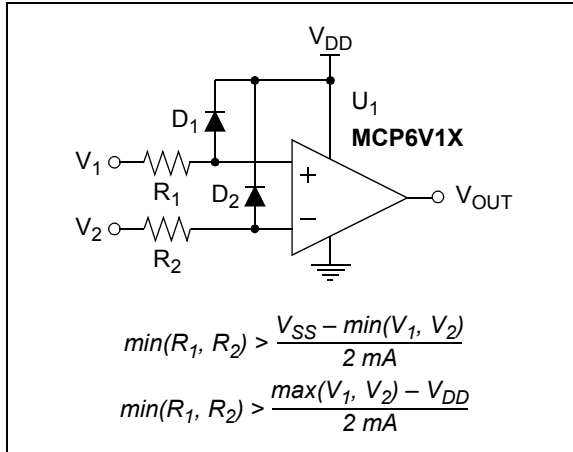 V_DD
U_1
D_1
MCP6V1X
V_1
R_1
+
D_2
V_OUT
V_2
−
R_2
min(R_1, R_2) > (V_SS – min(V_1, V_2)) / 2 mA
min(R_1, R_2) > (max(V_1, V_2) – V_DD) / 2 mA